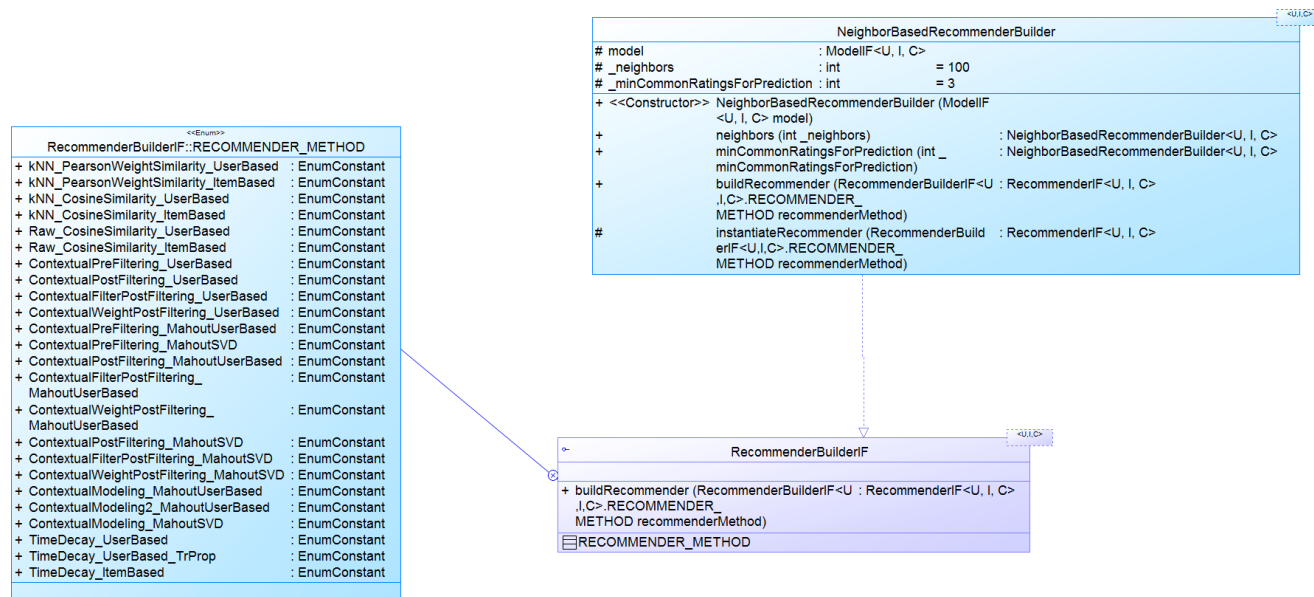 <U,I,C>
NeighborBasedRecommenderBuilder
# model : ModelIF<U, I, C>
# _neighbors : int = 100
# _minCommonRatingsForPrediction : int = 3
+ <<Constructor>> NeighborBasedRecommenderBuilder (ModelIF
<U, I, C> model)
+ neighbors (int _neighbors) : NeighborBasedRecommenderBuilder<U, I, C>
+ minCommonRatingsForPrediction (int _ : NeighborBasedRecommenderBuilder<U, I, C>
minCommonRatingsForPrediction)
+ buildRecommender (RecommenderBuilderIF<U : RecommenderIF<U, I, C>
,I,C>.RECOMMENDER_
METHOD recommenderMethod)
# instantiateRecommender (RecommenderBuild : RecommenderIF<U, I, C>
erIF<U,I,C>.RECOMMENDER_
METHOD recommenderMethod)
<<Enum>>
RecommenderBuilderIF::RECOMMENDER_METHOD
+ kNN_PearsonWeightSimilarity_UserBased : EnumConstant
+ kNN_PearsonWeightSimilarity_ItemBased : EnumConstant
+ kNN_CosineSimilarity_UserBased : EnumConstant
+ kNN_CosineSimilarity_ItemBased : EnumConstant
+ Raw_CosineSimilarity_UserBased : EnumConstant
+ Raw_CosineSimilarity_ItemBased : EnumConstant
+ ContextualPreFiltering_UserBased : EnumConstant
+ ContextualPostFiltering_UserBased : EnumConstant
+ ContextualFilterPostFiltering_UserBased : EnumConstant
+ ContextualWeightPostFiltering_UserBased : EnumConstant
+ ContextualPreFiltering_MahoutUserBased : EnumConstant
+ ContextualPreFiltering_MahoutSVD : EnumConstant
+ ContextualPostFiltering_MahoutUserBased : EnumConstant
+ ContextualFilterPostFiltering_ : EnumConstant
MahoutUserBased
+ ContextualWeightPostFiltering_ : EnumConstant
MahoutUserBased
+ ContextualPostFiltering_MahoutSVD : EnumConstant
+ ContextualFilterPostFiltering_MahoutSVD : EnumConstant
+ ContextualWeightPostFiltering_MahoutSVD : EnumConstant
+ ContextualModeling_MahoutUserBased : EnumConstant
+ ContextualModeling2_MahoutUserBased : EnumConstant
+ ContextualModeling_MahoutSVD : EnumConstant
+ TimeDecay_UserBased : EnumConstant
+ TimeDecay_UserBased_TrProp : EnumConstant
+ TimeDecay_ItemBased : EnumConstant
<U,I,C>
RecommenderBuilderIF
+ buildRecommender (RecommenderBuilderIF<U : RecommenderIF<U, I, C>
,I,C>.RECOMMENDER_
METHOD recommenderMethod)
RECOMMENDER_METHOD